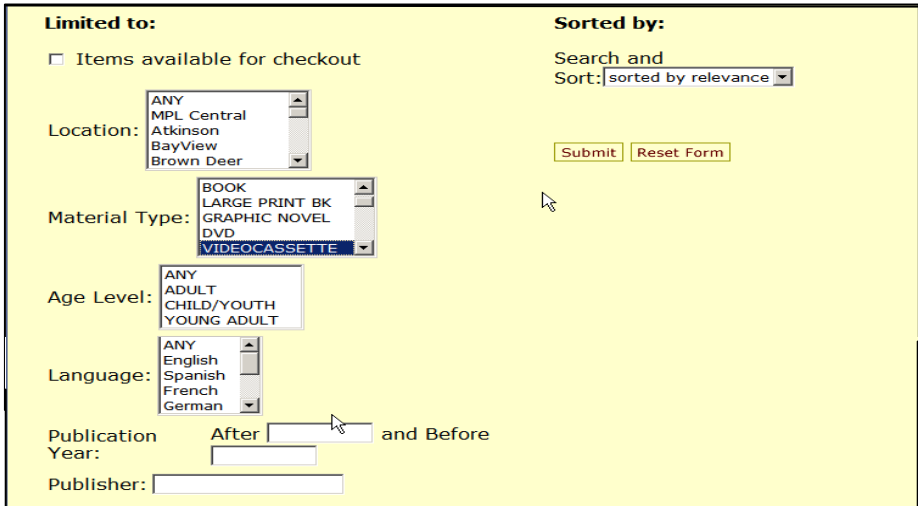 Limited to:
Items available for checkout
Location:
ANY
MPL Central
Atkinson
BayView
Brown Deer
Material Type:
BOOK
LARGE PRINT BK
GRAPHIC NOVEL
DVD
VIDEOCASSETTE
Age Level:
ANY
ADULT
CHILD/YOUTH
YOUNG ADULT
Language:
ANY
English
Spanish
French
German
Publication Year:
After
and Before
Publisher:
Sorted by:
Search and
Sort: sorted by relevance
Submit Reset Form